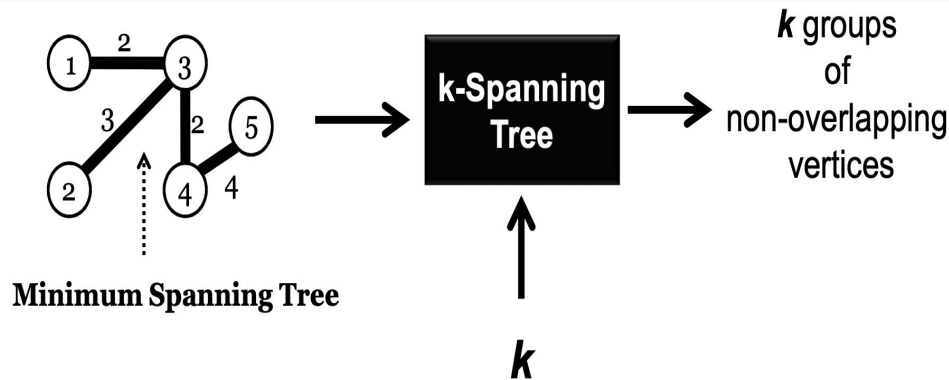 1
2
3
3
2
5
2
4
4
Minimum Spanning Tree
k-Spanning
Tree
k
k groups
of
non-overlapping
vertices